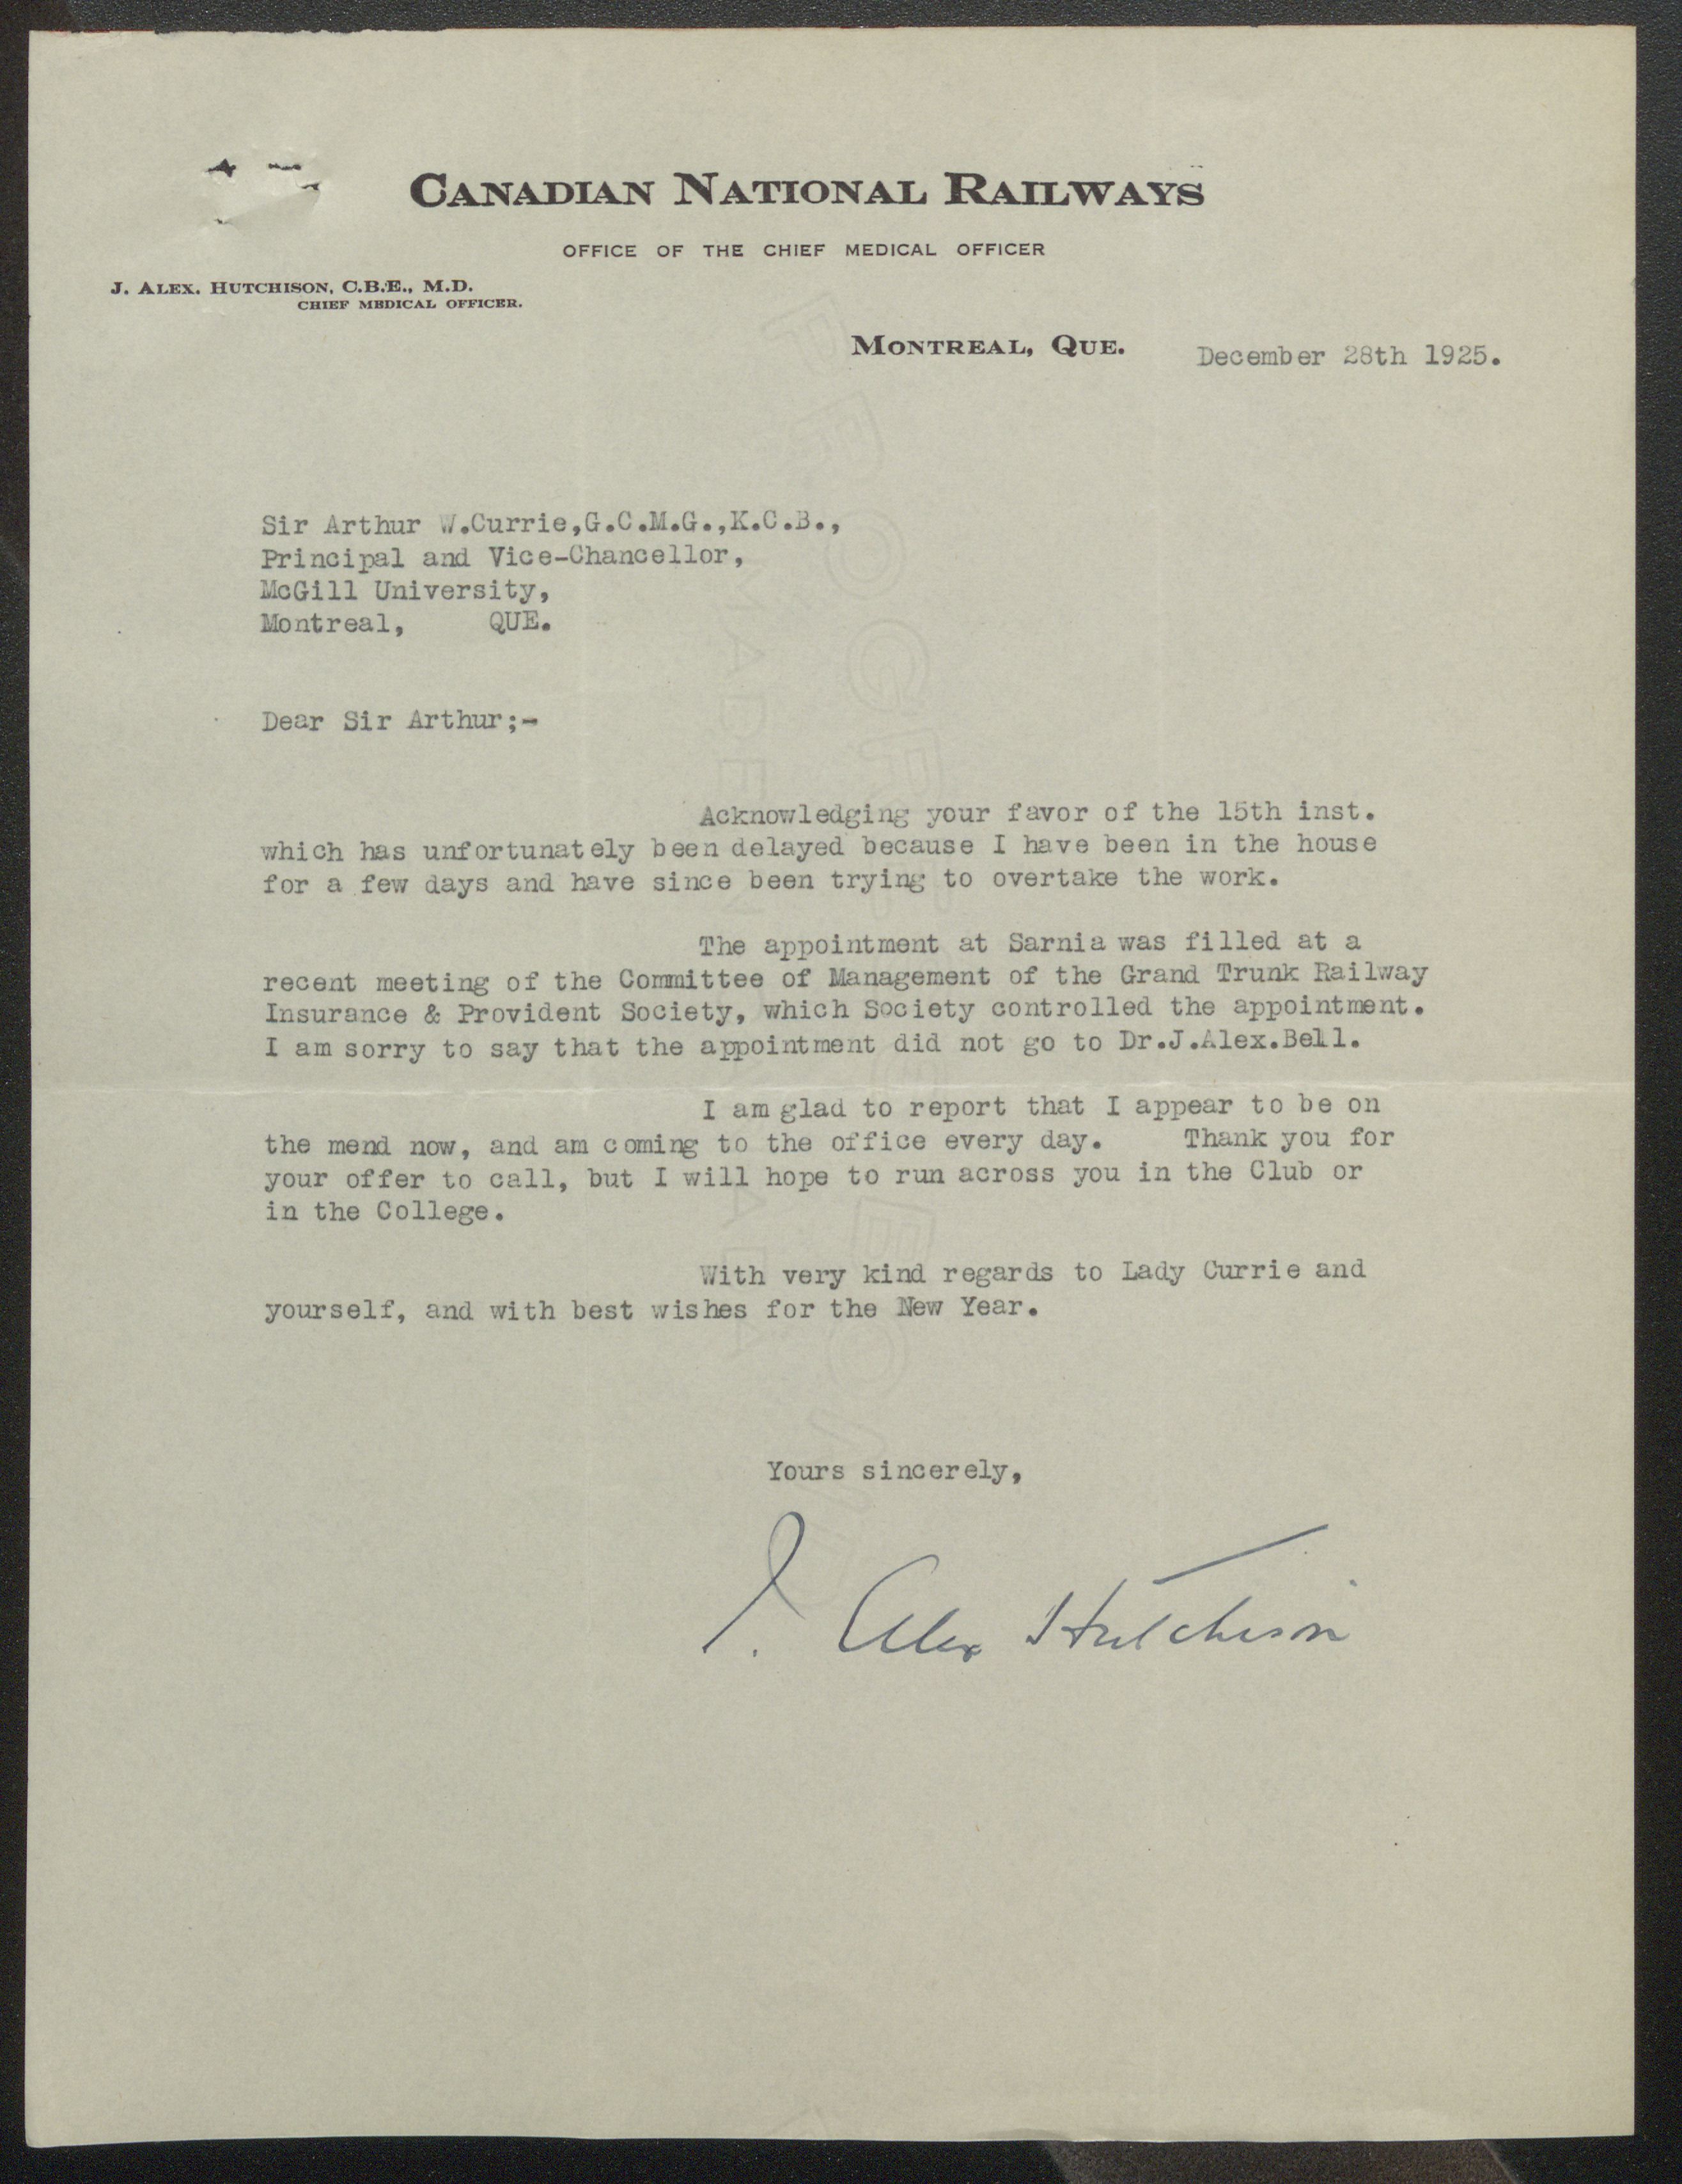 CANADIAN NATIONAL RAILWAYS
OFFICE OF THE CHIEF MEDICAL OFFICER
J. ALEX. HUTCHISON, C.B.E., M.D.
CHIEF MEDICAL OFFICER.
MONTREAL, QUE. December 28th 1925.
Sir Arthur W.Currie,G.C.M.G.,K.C.B.,
Principal and Vice-Chancellor,
McGill University,
Montreal, QUE.
Dear Sir Arthur;-
Acknowledging your favor of the 15th inst.
which has unfortunately been delayed because I have been in the house
for a few days and have since been trying to overtake the work.
The appointment at Sarnia was filled at a
recent meeting of the Committee of Management of the Grand Trunk Railway
Insurance & Provident Society, which Society controlled the appointment.
I am sorry to say that the appointment did not go to Dr.J.Alex.Bell.
I am glad to report that I appear to be on
the mend now, and am coming to the office every day. Thank you for
your offer to call, but I will hope to run across you in the Club or
in the College.
With very kind regards to Lady Currie and
yourself, and with best wishes for the New Year.
Yours sincerely,
J. Alex Hutchison